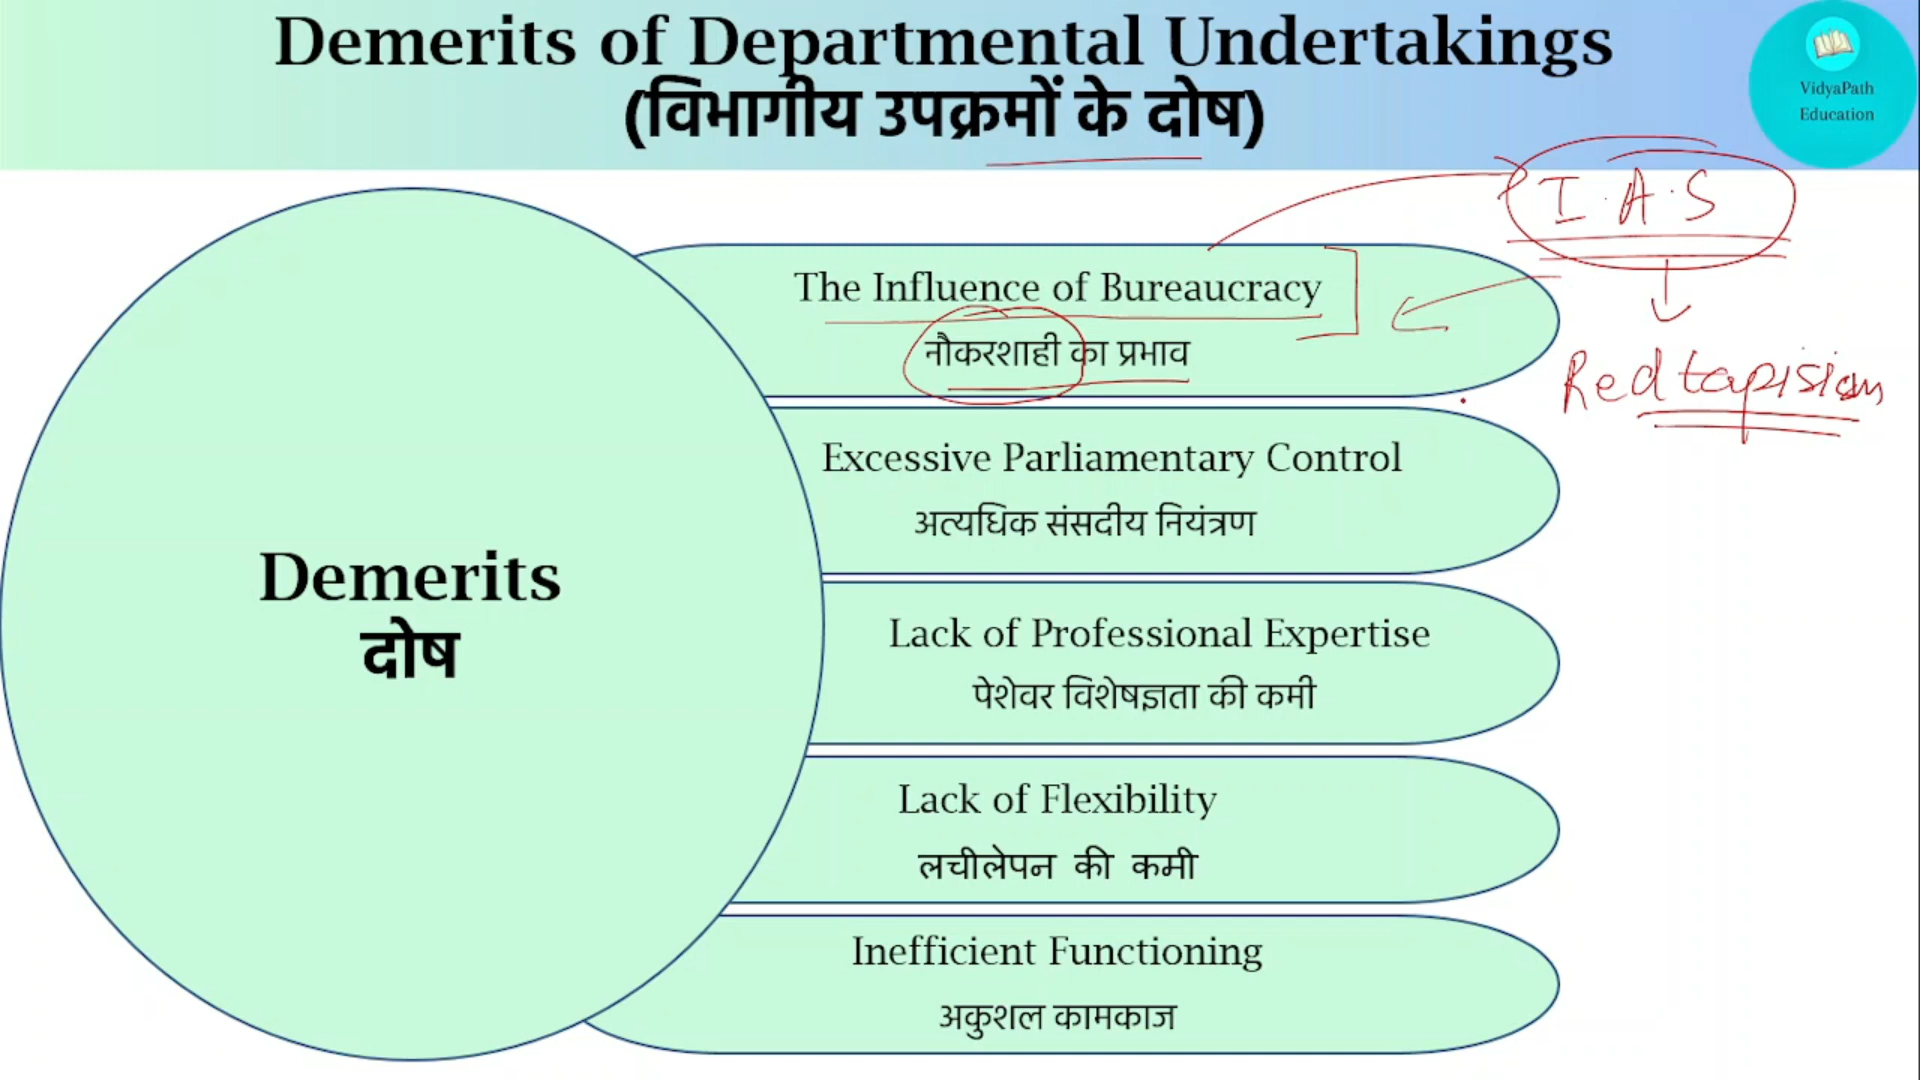 Demerits of Departmental Undertakings
(विभागीय उपक्रमों के दोष)
VidyaPath
Education
I.A.S
Redtapisism
The Influence of Bureaucracy
नौकरशाही का प्रभाव
Excessive Parliamentary Control
अत्यधिक संसदीय नियंत्रण
Demerits
दोष
Lack of Professional Expertise
पेशेवर विशेषज्ञता की कमी
Lack of Flexibility
लचीलेपन की कमी
Inefficient Functioning
अकुशल कामकाज